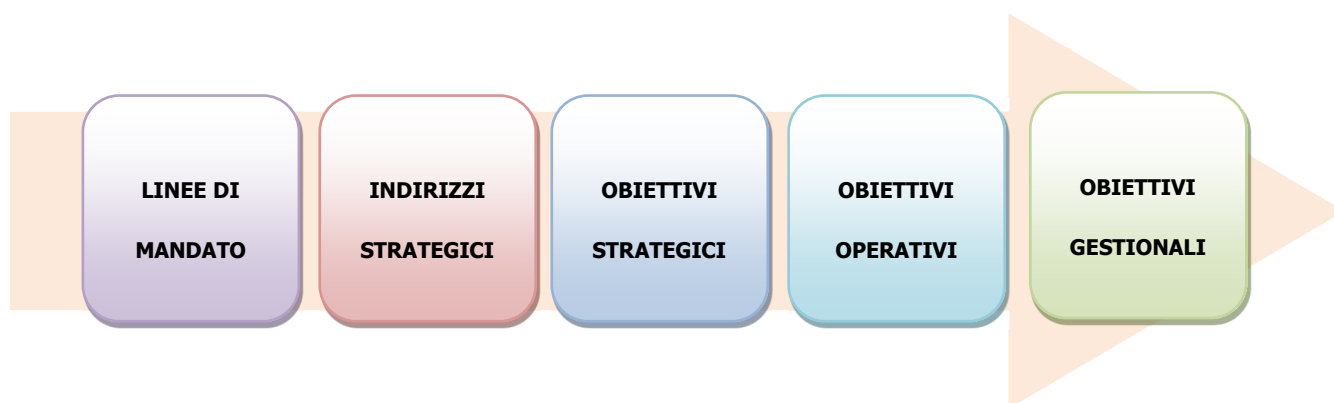 LINEE DI
MANDATO
INDIRIZZI
STRATEGICI
OBIETTIVI
STRATEGICI
OBIETTIVI
OPERATIVI
OBIETTIVI
GESTIONALI